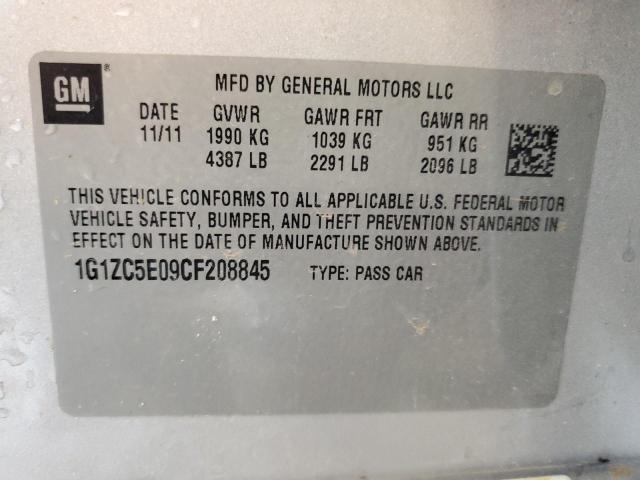 GM®
MFD BY GENERAL MOTORS LLC
DATE GVWR GAWR FRT GAWR RR
11/11 1990 KG 1039 KG 951 KG
4387 LB 2291 LB 2096 LB
THIS VEHICLE CONFORMS TO ALL APPLICABLE U.S. FEDERAL MOTOR
VEHICLE SAFETY, BUMPER, AND THEFT PREVENTION STANDARDS IN
EFFECT ON THE DATE OF MANUFACTURE SHOWN ABOVE.
1G1ZC5E09CF208845 TYPE: PASS CAR